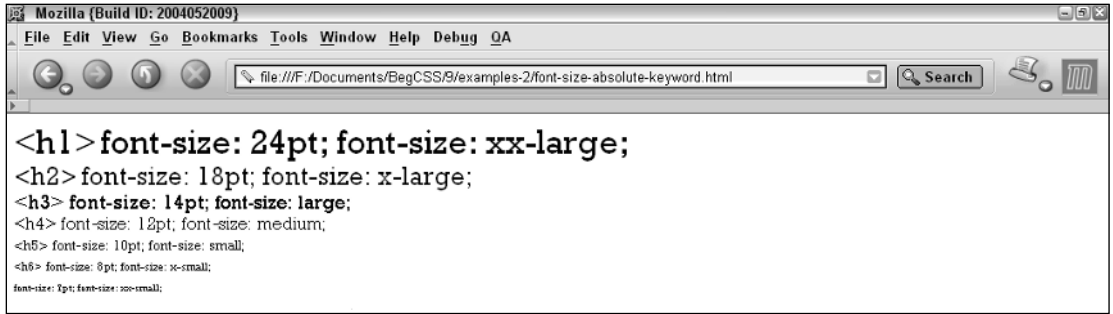 Mozilla {Build ID: 2004052009}
File Edit View Go Bookmarks Tools Window Help Debug QA
file:///F:/Documents/BegCSS/9/examples-2/font-size-absolute-keyword.html Search
<h1>font-size: 24pt; font-size: xx-large;
<h2> font-size: 18pt; font-size: x-large;
<h3> font-size: 14pt; font-size: large;
<h4> font-size: 12pt; font-size: medium;
<h5> font-size: 10pt; font-size: small;
<h6> font-size: 8pt; font-size: x-small;
font-size: 7pt; font-size: xx-small;